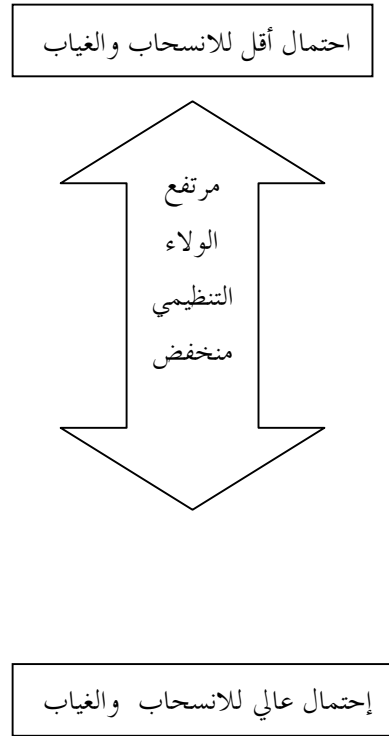 احتمال أقل للانسحاب والغياب
مرتفع
الولاء
التنظيمي
منخفض
إحتمال عالي للانسحاب والغياب